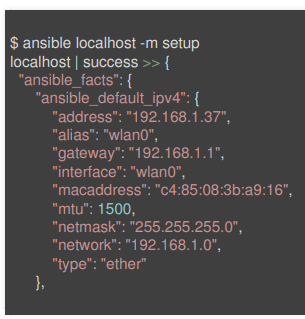 $ ansible localhost -m setup
localhost | success >> {
"ansible_facts": {
"ansible_default_ipv4": {
"address": "192.168.1.37",
"alias": "wlan0",
"gateway": "192.168.1.1",
"interface": "wlan0",
"macaddress": "c4:85:08:3b:a9:16",
"mtu": 1500,
"netmask": "255.255.255.0",
"network": "192.168.1.0",
"type": "ether"
},